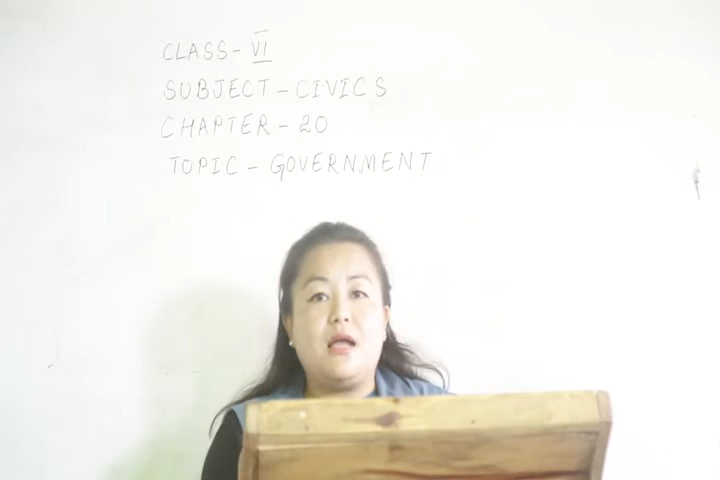 CLASS - VI
SUBJECT - CIVICS
CHAPTER - 20
TOPIC - GOVERNMENT